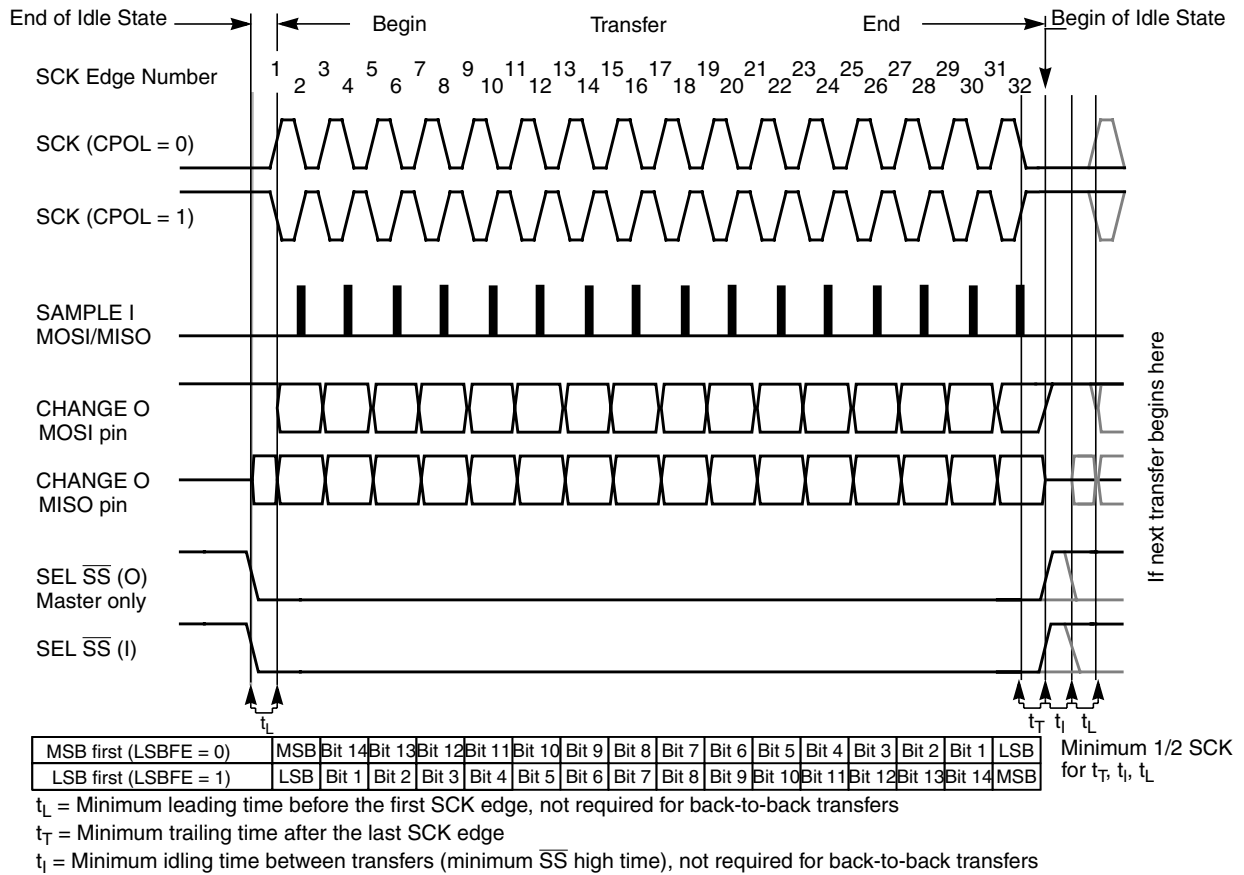 End of Idle State
Begin
Transfer
End
Begin of Idle State
SCK Edge Number
1 3 5 7 9 11 13 15 17 19 21 23 25 27 29 31
2 4 6 8 10 12 14 16 18 20 22 24 26 28 30 32
SCK (CPOL = 0)
SCK (CPOL = 1)
SAMPLE I
MOSI/MISO
CHANGE O
MOSI pin
CHANGE O
MISO pin
SEL SS (O)
Master only
SEL SS (I)
If next transfer begins here
tL
tT tI tL
MSB first (LSBFE = 0) MSB Bit 14 Bit 13 Bit 12 Bit 11 Bit 10 Bit 9 Bit 8 Bit 7 Bit 6 Bit 5 Bit 4 Bit 3 Bit 2 Bit 1 LSB
LSB first (LSBFE = 1) LSB Bit 1 Bit 2 Bit 3 Bit 4 Bit 5 Bit 6 Bit 7 Bit 8 Bit 9 Bit 10 Bit 11 Bit 12 Bit 13 Bit 14 MSB
Minimum 1/2 SCK
for tT, tI, tL
tL = Minimum leading time before the first SCK edge, not required for back-to-back transfers
tT = Minimum trailing time after the last SCK edge
tI = Minimum idling time between transfers (minimum SS high time), not required for back-to-back transfers